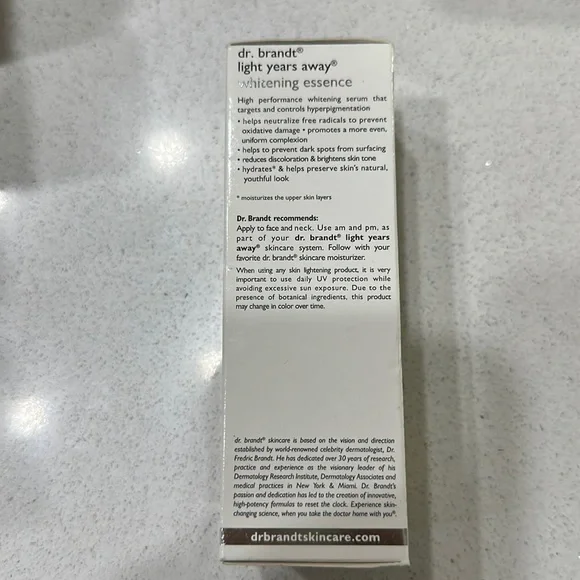 dr. brandt®
light years away®
whitening essence
High performance whitening serum that
targets and controls hyperpigmentation
• helps neutralize free radicals to prevent
oxidative damage • promotes a more even,
uniform complexion
• helps to prevent dark spots from surfacing
• reduces discoloration & brightens skin tone
• hydrates* & helps preserve skin's natural,
youthful look
* moisturizes the upper skin layers
Dr. Brandt recommends:
Apply to face and neck. Use am and pm, as
part of your dr. brandt® light years
away® skincare system. Follow with your
favorite dr. brandt® skincare moisturizer.
When using any skin lightening product, it is very
important to use daily UV protection while
avoiding excessive sun exposure. Due to the
presence of botanical ingredients, this product
may change in color over time.
dr. brandt® skincare is based on the vision and direction
established by world-renowned celebrity dermatologist, Dr.
Fredric Brandt. He has dedicated over 30 years of research,
practice and experience as the visionary leader of his
Dermatology Research Institute, Dermatology Associates and
medical practices in New York & Miami. Dr. Brandt's
passion and dedication has led to the creation of innovative,
high-potency formulas to reset the clock. Experience skin-
changing science, when you take the doctor home with you®.
drbrandtskincare.com